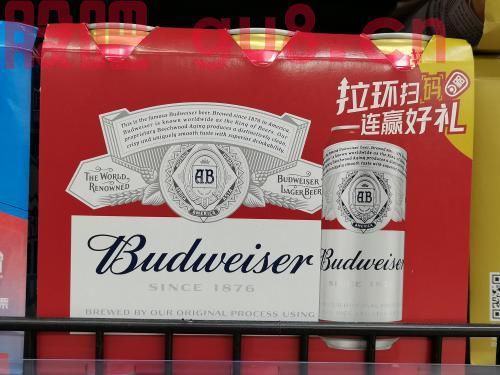 拉环扫码
一连赢好礼
This is the famous Budweiser beer. Brewed since 1876 in America,
Budweiser is known worldwide as the King of Beers. Our
proprietary Beechwood Aging produces a distinctively clean,
crisp and uniquely smooth taste with superior drinkability.
THE WORLD
RENOWNED
AB
AMERICA
BUDWEISER
LAGER BEER
Budweiser
SINCE 1876
BREWED BY OUR ORIGINAL PROCESS USING
AB
AMERICA
Budweiser